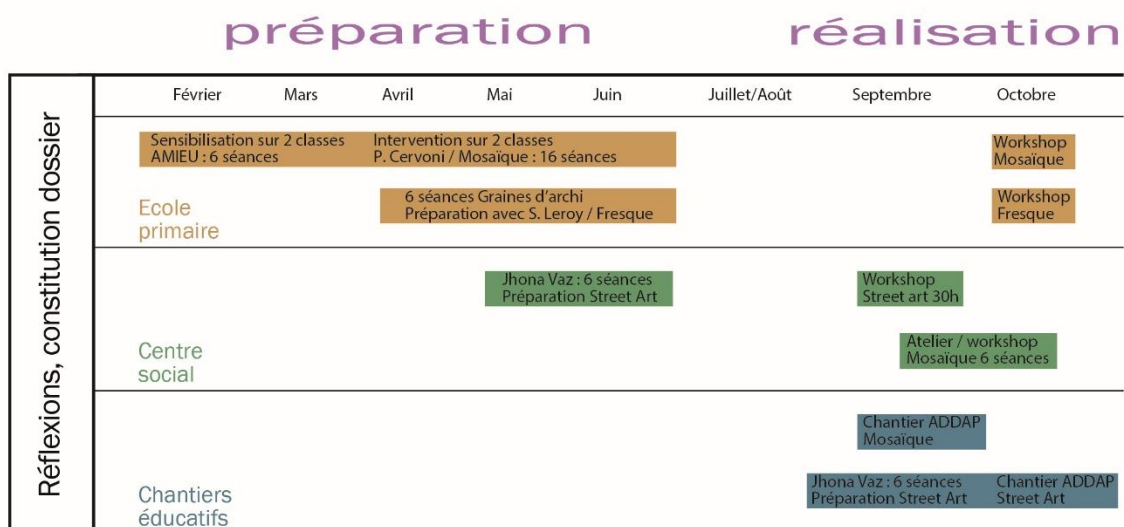 préparation réalisation
Réflexions, constitution dossier
Février Mars Avril Mai Juin Juillet/Août Septembre Octobre
Sensibilisation sur 2 classes Intervention sur 2 classes
AMIEU : 6 séances P. Cervoni / Mosaïque : 16 séances
Workshop
Mosaïque
Ecole
primaire
6 séances Graines d'archi
Préparation avec S. Leroy / Fresque
Workshop
Fresque
Jhona Vaz : 6 séances
Préparation Street Art
Workshop
Street art 30h
Centre
social
Atelier / workshop
Mosaïque 6 séances
Chantier ADDAP
Mosaïque
Chantiers
éducatifs
Jhona Vaz : 6 séances Chantier ADDAP
Préparation Street Art Street Art